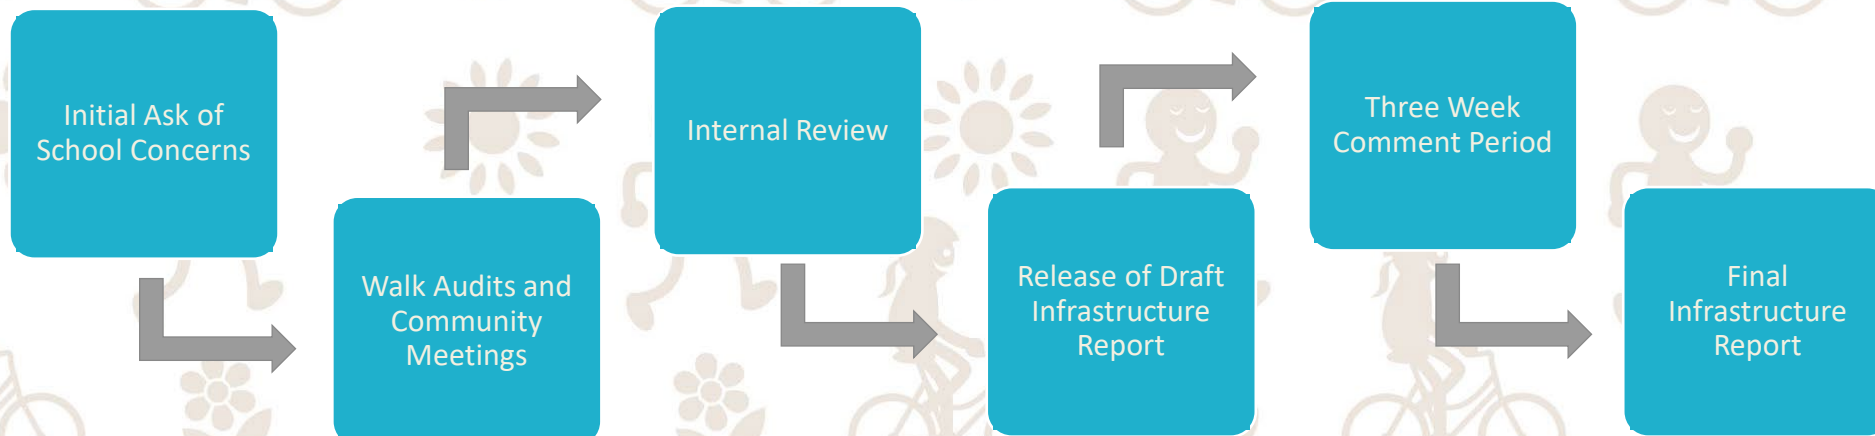 Initial Ask of
School Concerns
Walk Audits and
Community
Meetings
Internal Review
Release of Draft
Infrastructure
Report
Three Week
Comment Period
Final
Infrastructure
Report